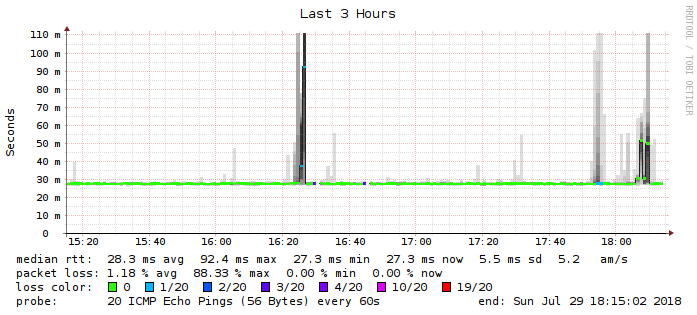 Last 3 Hours
RRDTOOL / TOBI OETIKER
Seconds
110 m
100 m
90 m
80 m
70 m
60 m
50 m
40 m
30 m
20 m
10 m
0
15:20 15:40 16:00 16:20 16:40 17:00 17:20 17:40 18:00
median rtt: 28.3 ms avg 92.4 ms max 27.3 ms min 27.3 ms now 5.5 ms sd 5.2 am/s
packet loss: 1.18 % avg 88.33 % max 0.00 % min 0.00 % now
loss color: 0 1/20 2/20 3/20 4/20 10/20 19/20
probe: 20 ICMP Echo Pings (56 Bytes) every 60s end: Sun Jul 29 18:15:02 2018